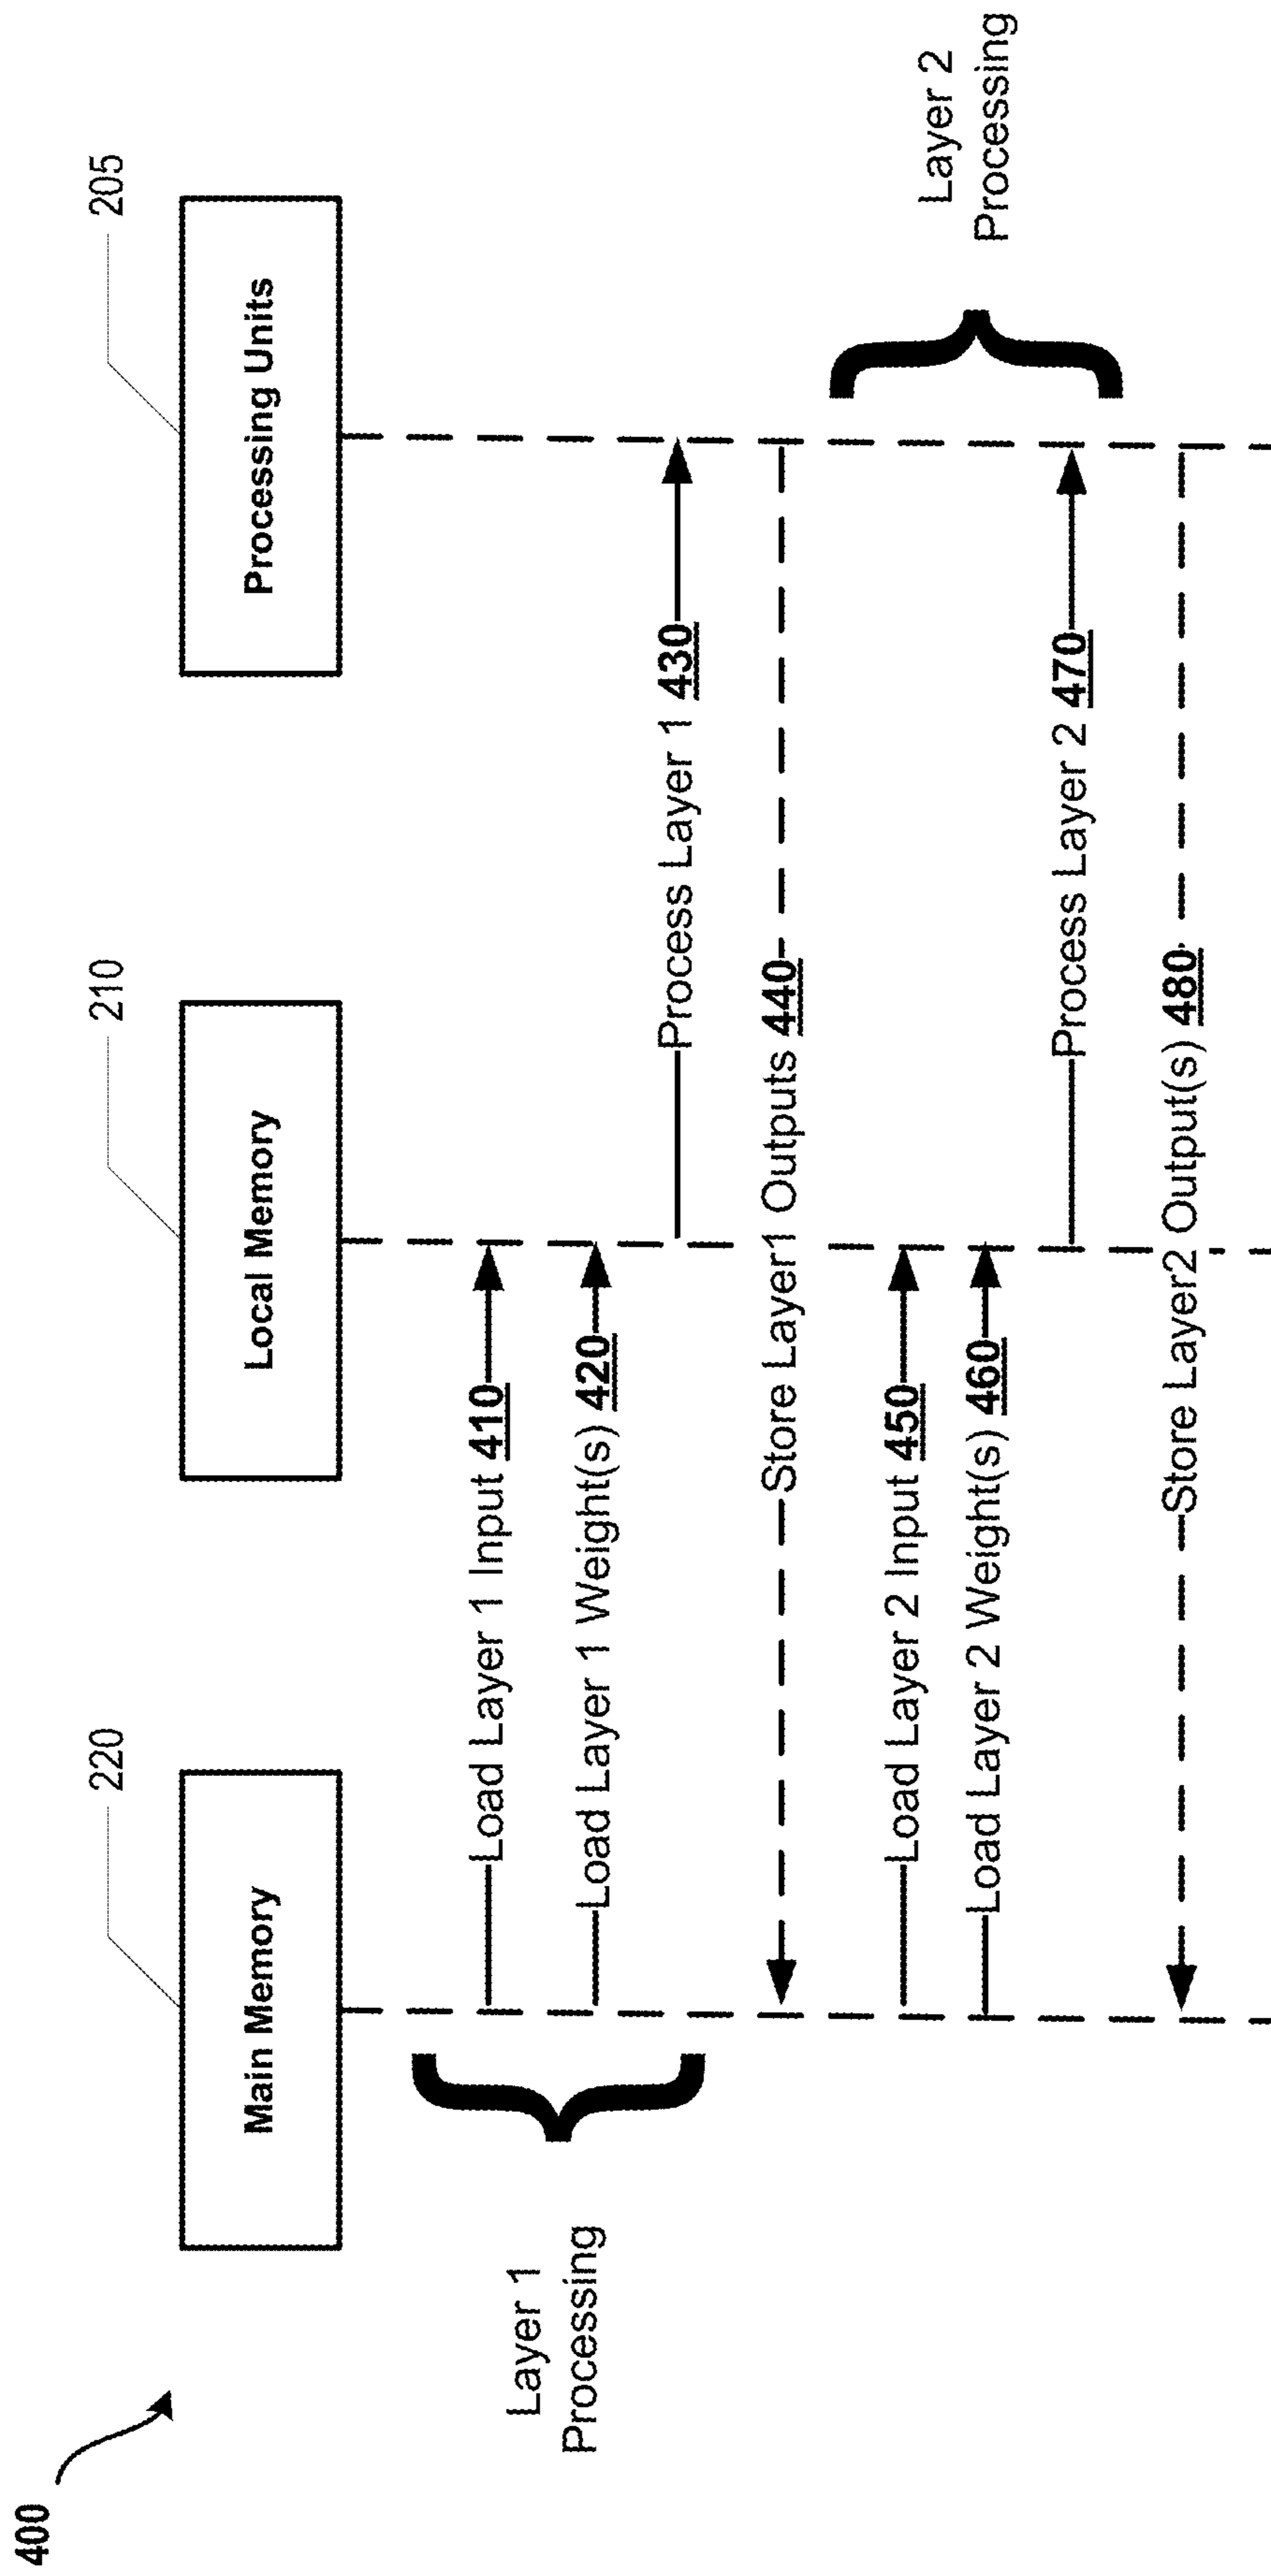 400
220
210
205
Main Memory
Local Memory
Processing Units
Layer 1
Processing
Load Layer 1 Input 410
Load Layer 1 Weight(s) 420
Process Layer 1 430
Store Layer1 Outputs 440
Layer 2
Processing
Load Layer 2 Input 450
Load Layer 2 Weight(s) 460
Process Layer 2 470
Store Layer2 Output(s) 480